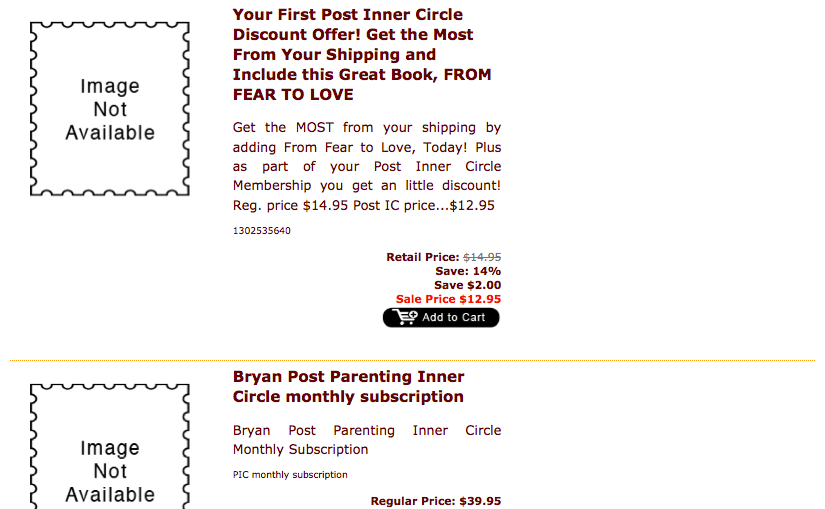 Image
Not
Available
Your First Post Inner Circle
Discount Offer! Get the Most
From Your Shipping and
Include this Great Book, FROM
FEAR TO LOVE
Get the MOST from your shipping by
adding From Fear to Love, Today! Plus
as part of your Post Inner Circle
Membership you get an little discount!
Reg. price $14.95 Post IC price...$12.95
1302535640
Retail Price: $14.95
Save: 14%
Save $2.00
Sale Price $12.95
Add to Cart
Image
Not
Available
Bryan Post Parenting Inner
Circle monthly subscription
Bryan Post Parenting Inner Circle
Monthly Subscription
PIC monthly subscription
Regular Price: $39.95